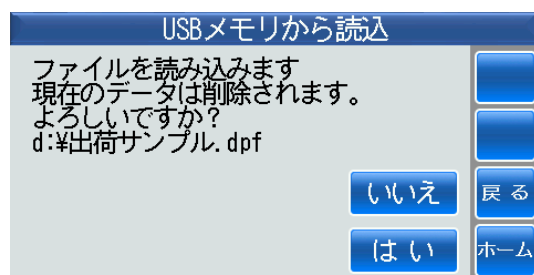 USBメモリから読込
ファイルを読み込みます
現在のデータは削除されます。
よろしいですか？
d:¥出荷サンプル.dpf
いいえ
戻る
はい
ホーム